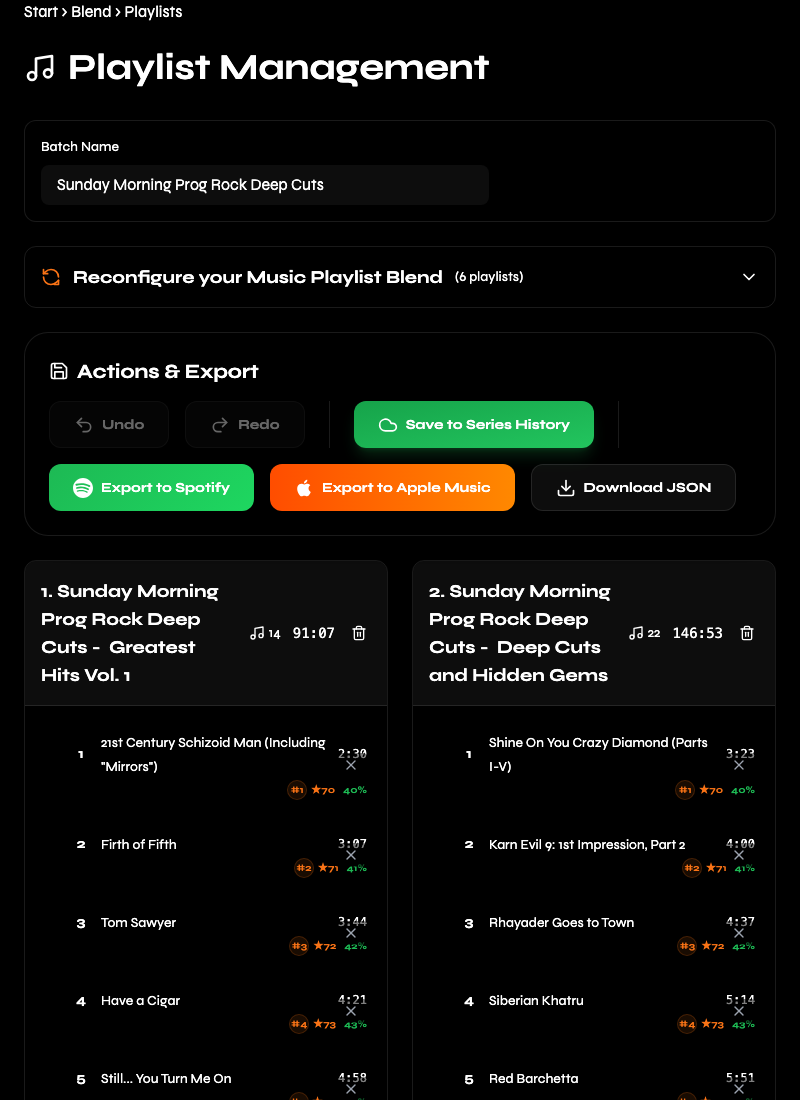 Start > Blend > Playlists
Playlist Management
Batch Name
Sunday Morning Prog Rock Deep Cuts
Reconfigure your Music Playlist Blend (6 playlists)
Actions & Export
Undo
Redo
Save to Series History
Export to Spotify
Export to Apple Music
Download JSON
1. Sunday Morning
Prog Rock Deep
Cuts - Greatest
Hits Vol. 1
14 91:07
1
21st Century Schizoid Man (Including
"Mirrors")
2:30
#1 ★70 40%
2 Firth of Fifth 3:07
#2 ★71 41%
3 Tom Sawyer 3:44
#3 ★72 42%
4 Have a Cigar 4:21
#4 ★73 43%
5 Still... You Turn Me On 4:58
2. Sunday Morning
Prog Rock Deep
Cuts - Deep Cuts
and Hidden Gems
22 146:53
1
Shine On You Crazy Diamond (Parts
I-V)
3:23
#1 ★70 40%
2 Karn Evil 9: 1st Impression, Part 2 4:00
#2 ★71 41%
3 Rhayader Goes to Town 4:37
#3 ★72 42%
4 Siberian Khatru 5:14
#4 ★73 43%
5 Red Barchetta 5:51